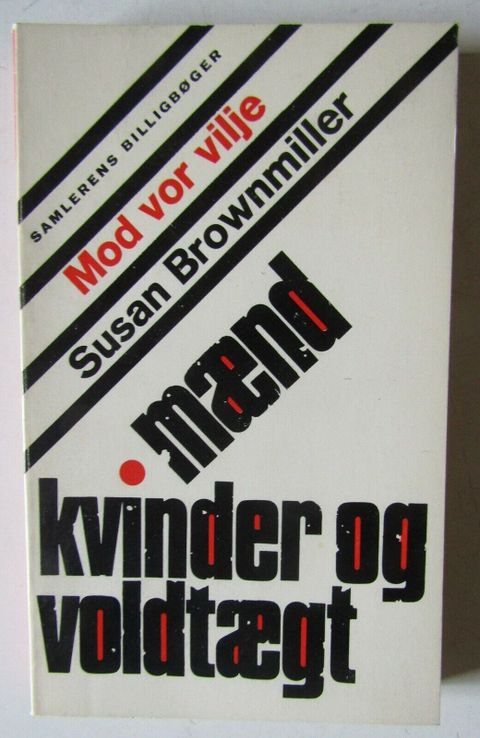 SAMLERENS BILLIGBØGER
Mod vor vilje
Susan Brownmiller
mænd
kvinder og
voldtægt